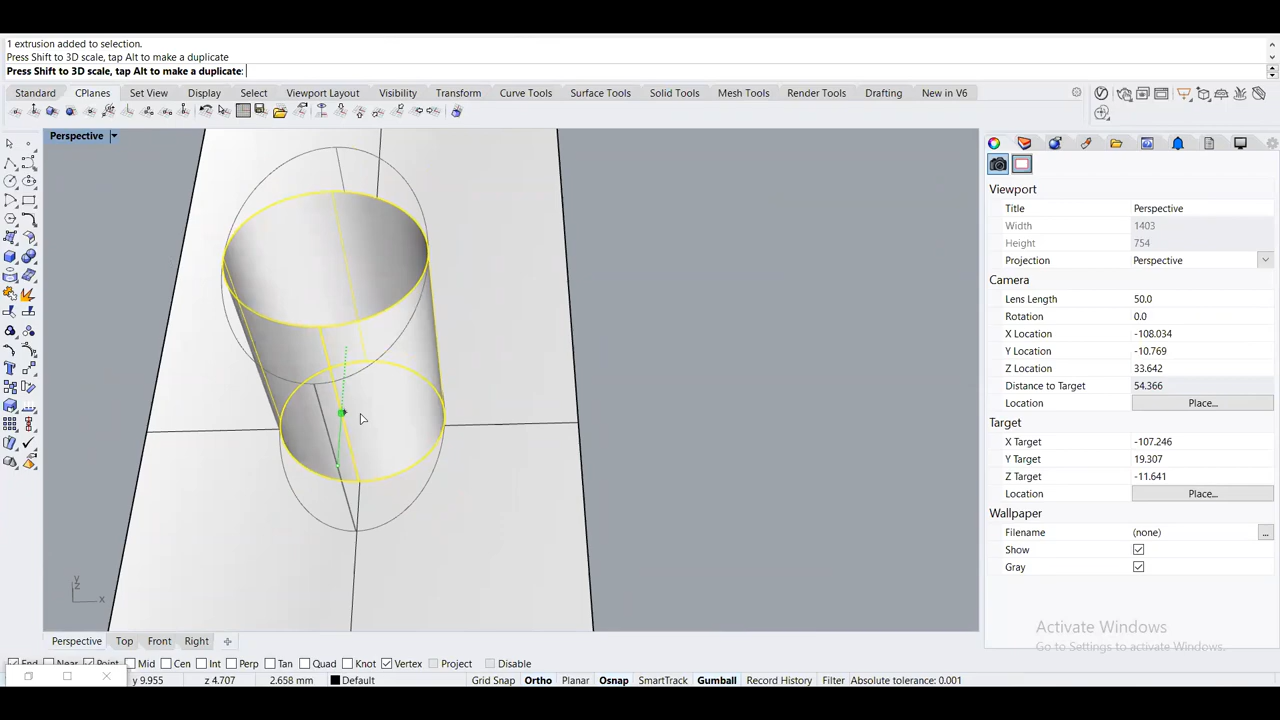 1 extrusion added to selection.
Press Shift to 3D scale, tap Alt to make a duplicate
Press Shift to 3D scale, tap Alt to make a duplicate:
Standard CPlanes Set View Display Select Viewport Layout Visibility Transform Curve Tools Surface Tools Solid Tools Mesh Tools Render Tools Drafting New in V6
Perspective
Viewport
Title Perspective
Width 1403
Height 754
Projection Perspective
Camera
Lens Length 50.0
Rotation 0.0
X Location -108.034
Y Location -10.769
Z Location 33.642
Distance to Target 54.366
Location Place...
Target
X Target -107.246
Y Target 19.307
Z Target -11.641
Location Place...
Wallpaper
Filename (none) ...
Show
Gray
y
z
x
Activate Windows
Go to Settings to activate Windows.
Perspective Top Front Right
End Near Point Mid Cen Int Perp Tan Quad Knot Vertex Project Disable
y 9.955 z 4.707 2.658 mm Default Grid Snap Ortho Planar Osnap SmartTrack Gumball Record History Filter Absolute tolerance: 0.001